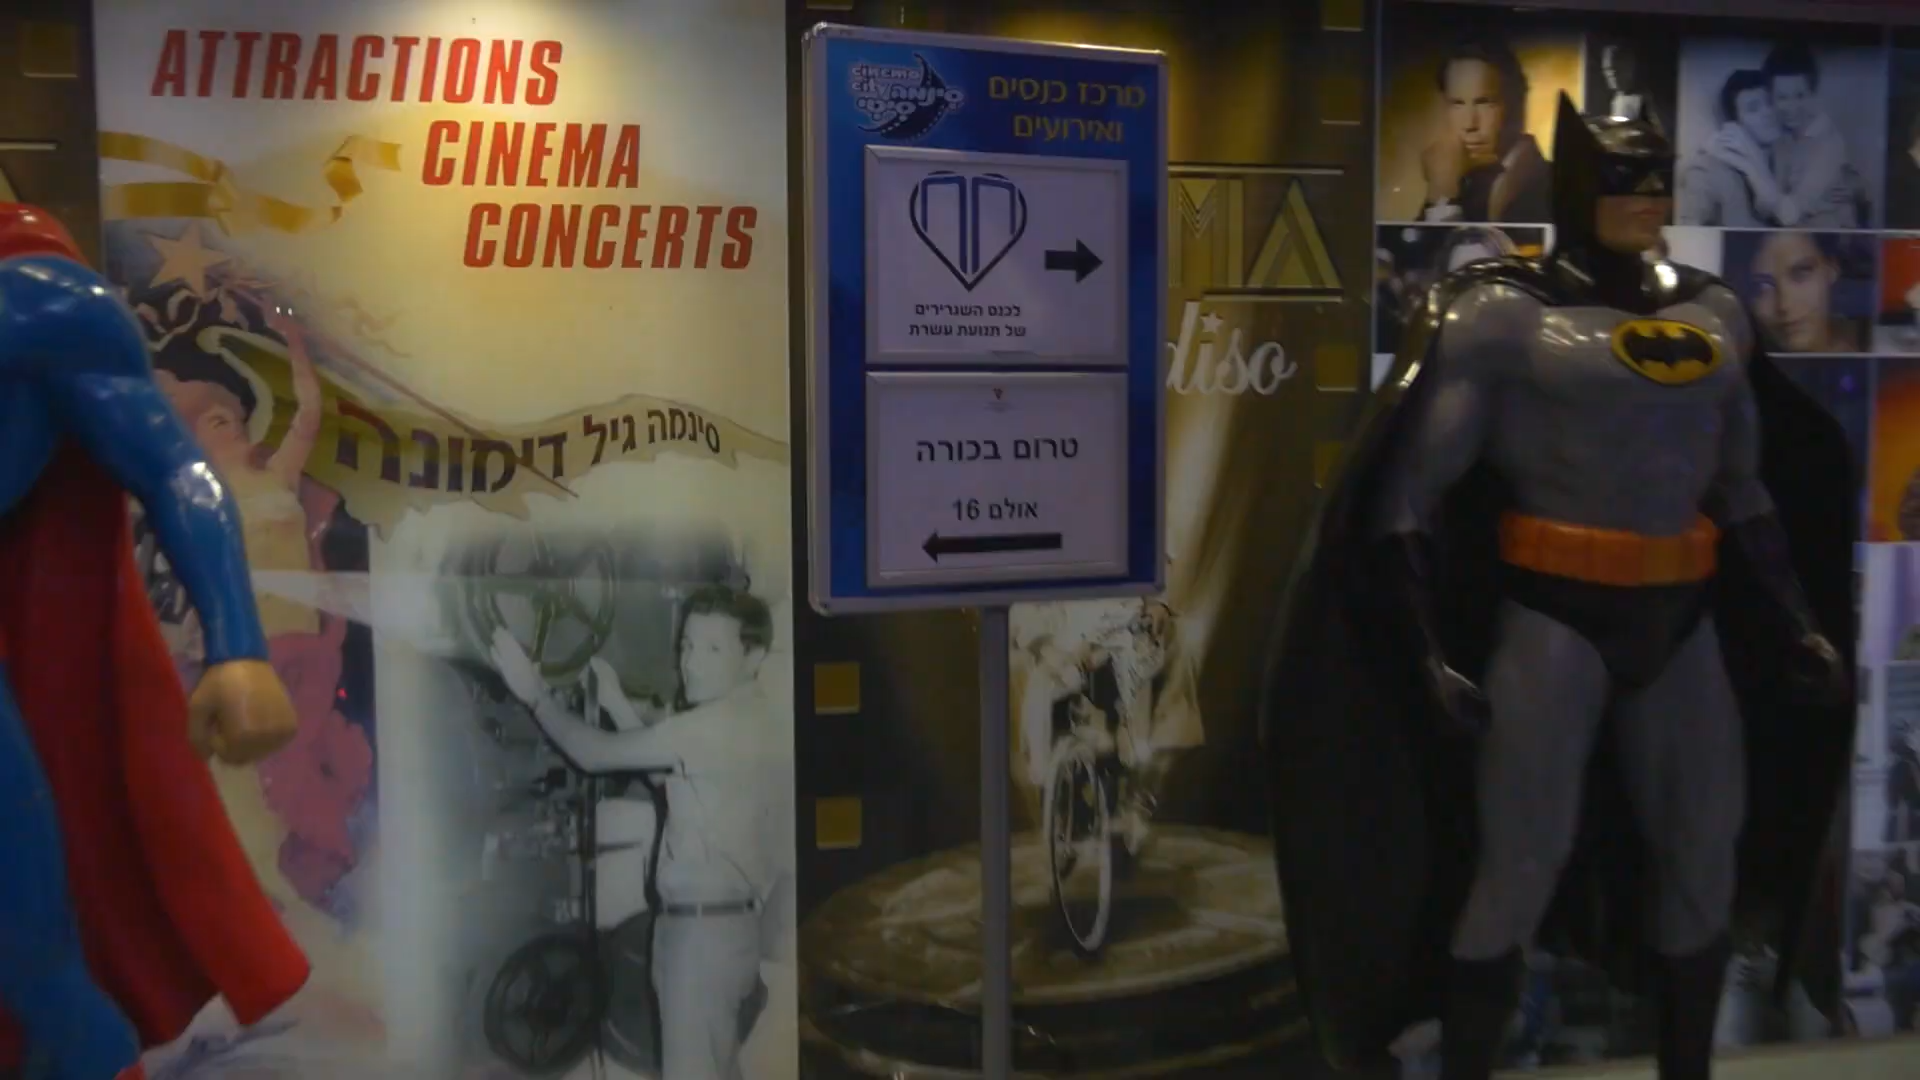 ATTRACTIONS
CINEMA
CONCERTS
סינמה גיל דימונה
cinema
city סינמה
סיטי
מרכז כנסים
ואירועים
לכנס השגרירים
של תנועת עשרת
טרום בכורה
אולם 16
MA
diso